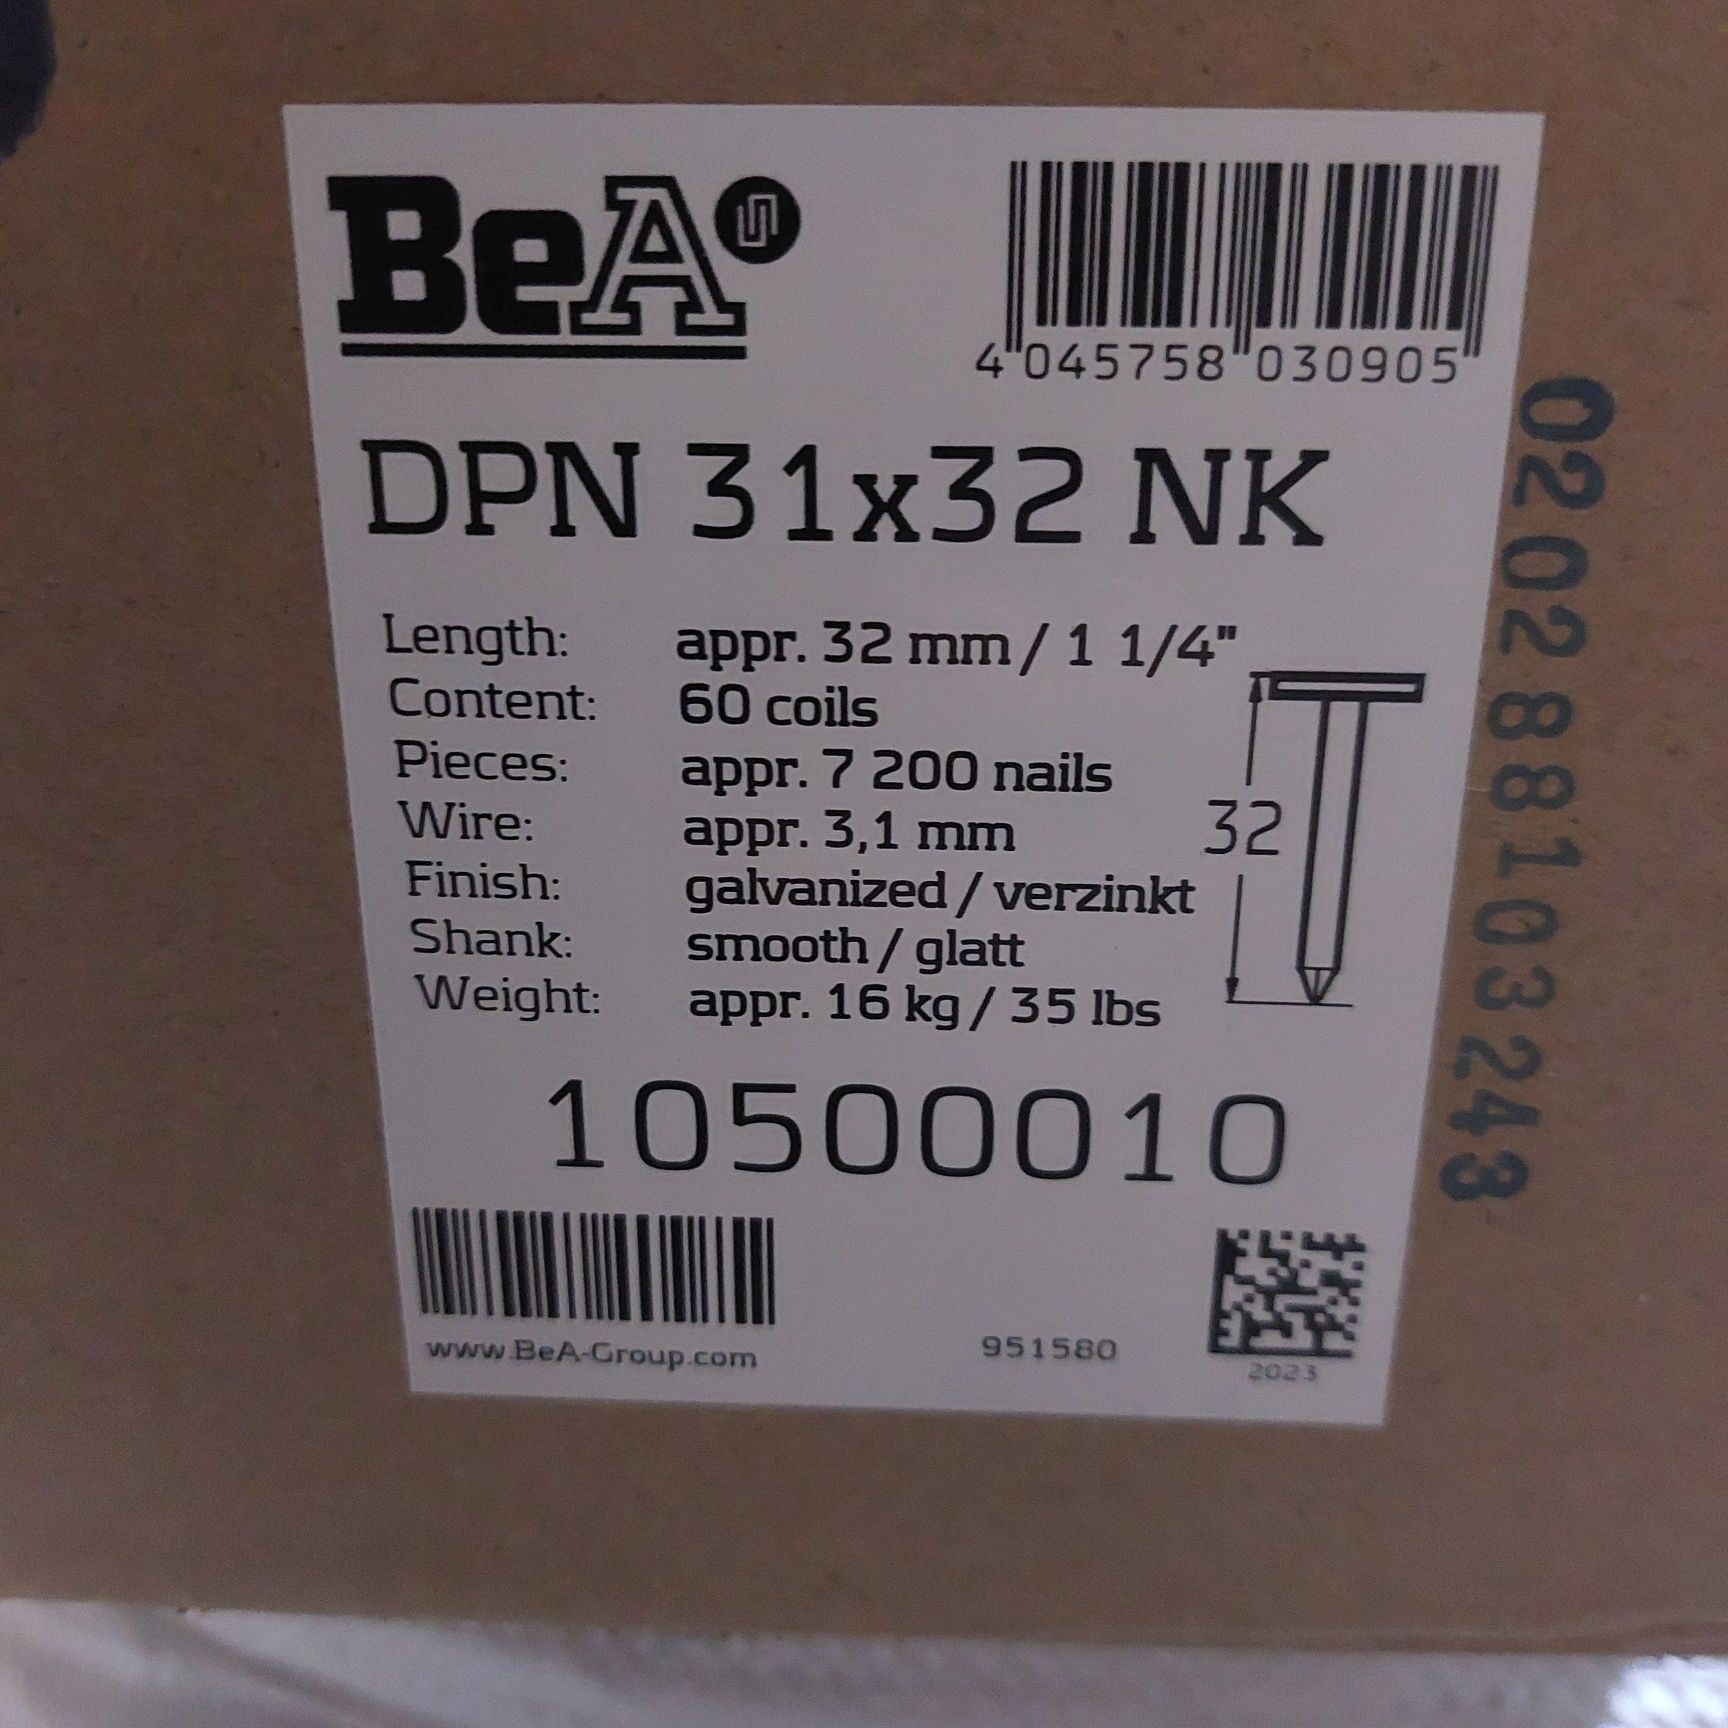 BeA
4 045758 030905
DPN 31x32 NK
Length: appr. 32 mm / 1 1/4"
Content: 60 coils
Pieces: appr. 7 200 nails
Wire: appr. 3,1 mm
Finish: galvanized / verzinkt
Shank: smooth / glatt
Weight: appr. 16 kg / 35 lbs
32
10500010
www.BeA-Group.com
951580
2023
020288103243